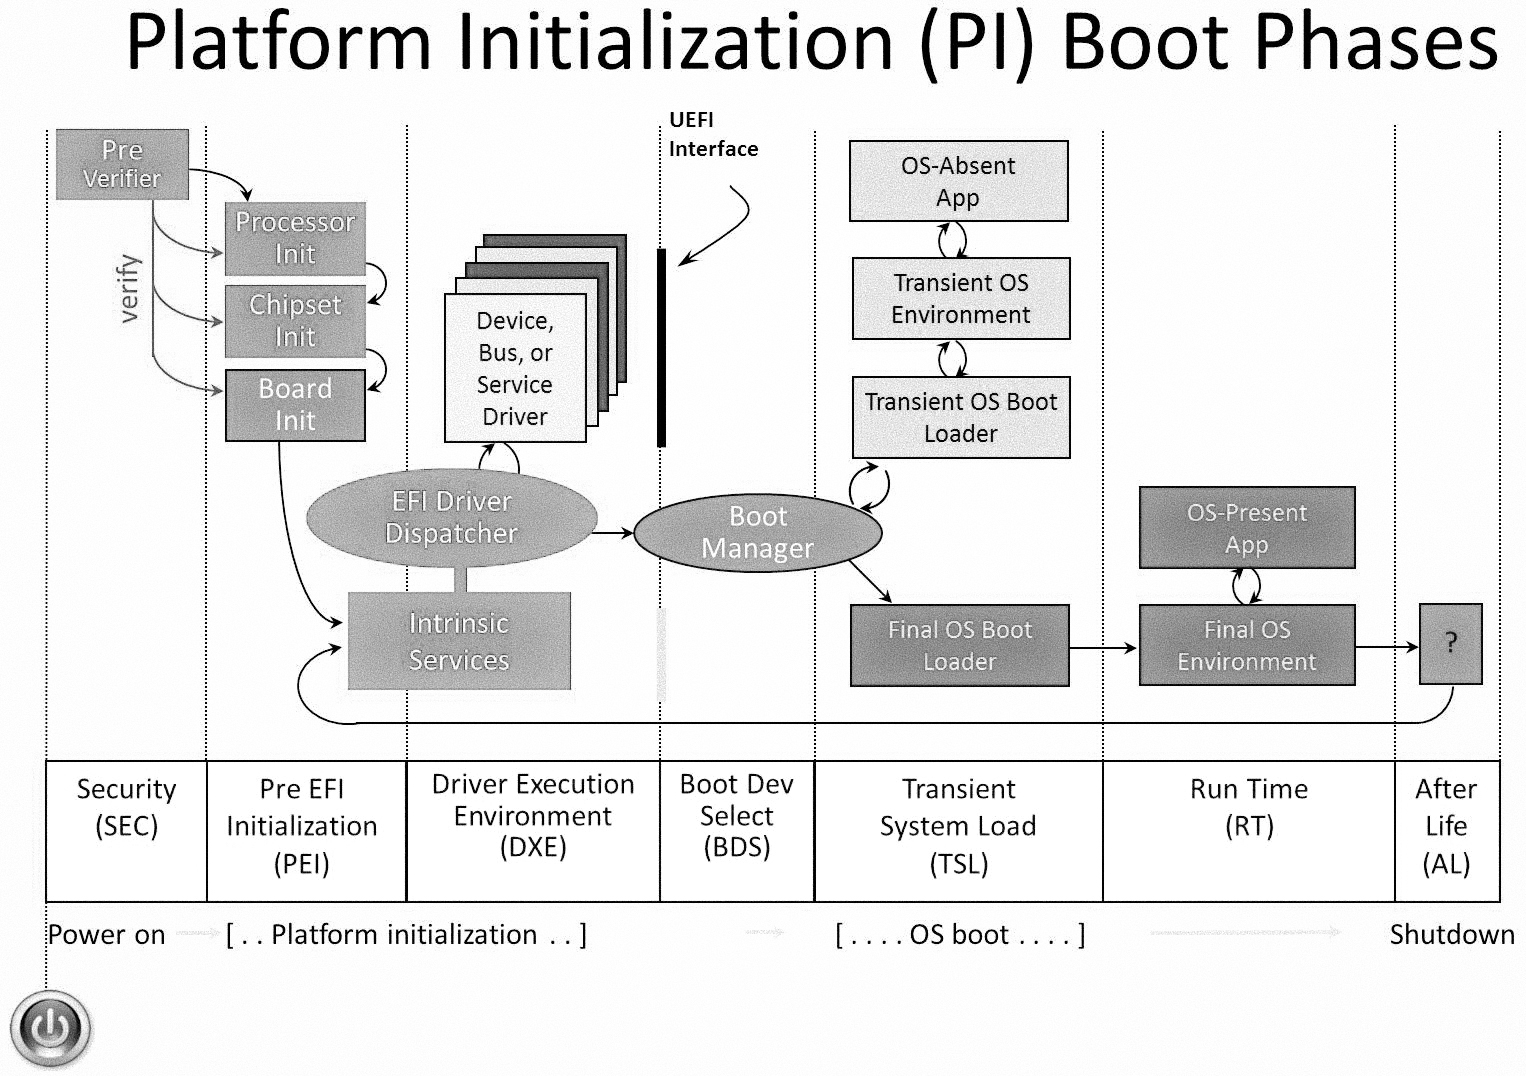 Platform Initialization (PI) Boot Phases
UEFI
Interface
Pre
Verifier
verify
Processor
Init
Chipset
Init
Board
Init
Device,
Bus, or
Service
Driver
EFI Driver
Dispatcher
Intrinsic
Services
Boot
Manager
OS-Absent
App
Transient OS
Environment
Transient OS Boot
Loader
Final OS Boot
Loader
OS-Present
App
Final OS
Environment
?
Security
(SEC)
Pre EFI
Initialization
(PEI)
Driver Execution
Environment
(DXE)
Boot Dev
Select
(BDS)
Transient
System Load
(TSL)
Run Time
(RT)
After
Life
(AL)
Power on
[ . . Platform initialization . . ]
[ . . . . OS boot . . . . ]
Shutdown